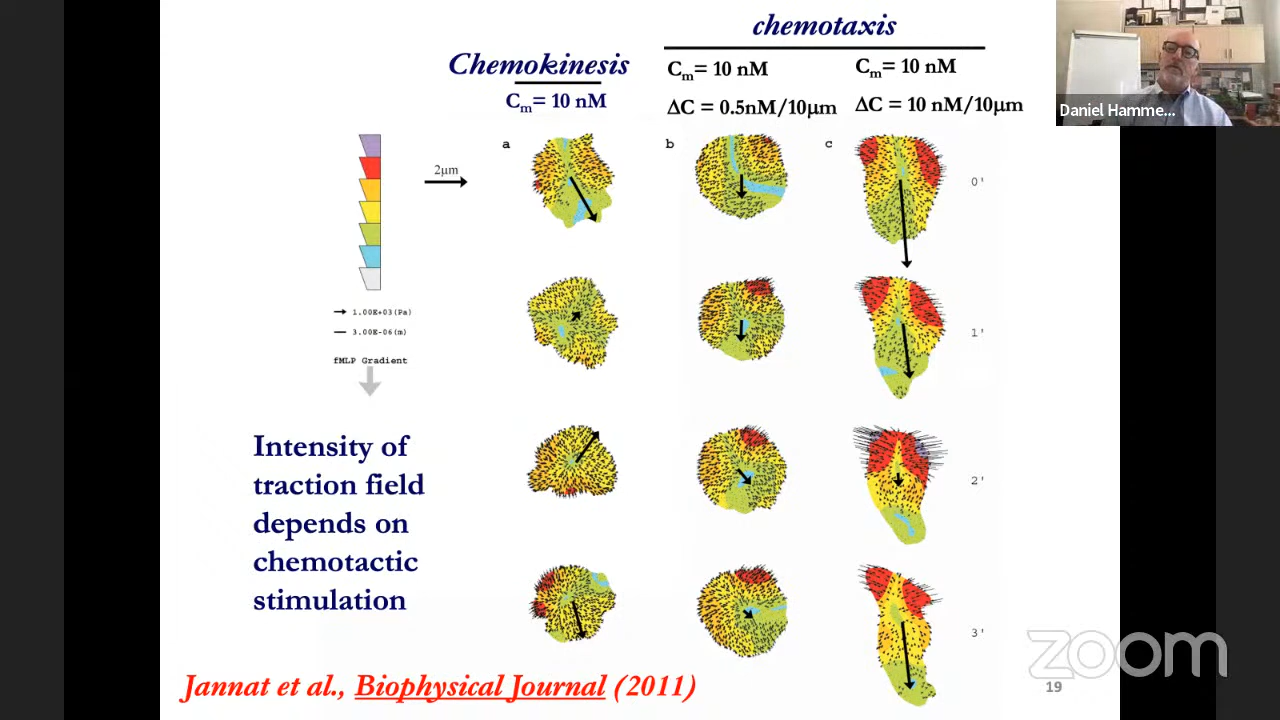 chemotaxis
Chemokinesis
Cm= 10 nM
Cm= 10 nM
ΔC = 0.5nM/10μm
Cm= 10 nM
ΔC = 10 nM/10μm
Daniel Hamme...
a
b
c
2μm
0'
1'
2'
3'
1.00E+03(Pa)
3.00E-06(m)
fMLP Gradient
Intensity of
traction field
depends on
chemotactic
stimulation
Jannat et al., Biophysical Journal (2011)
zoom
19